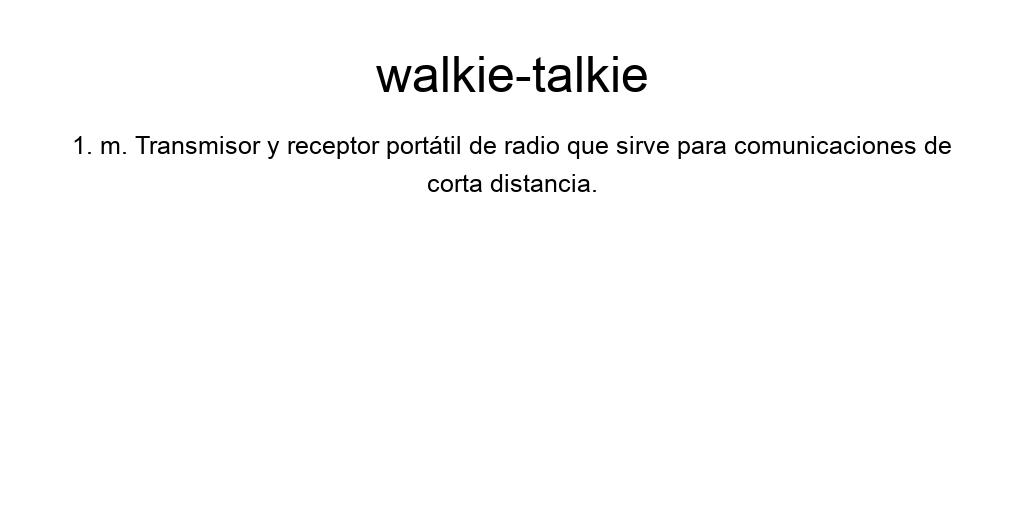 walkie-talkie
1. m. Transmisor y receptor portátil de radio que sirve para comunicaciones de
corta distancia.